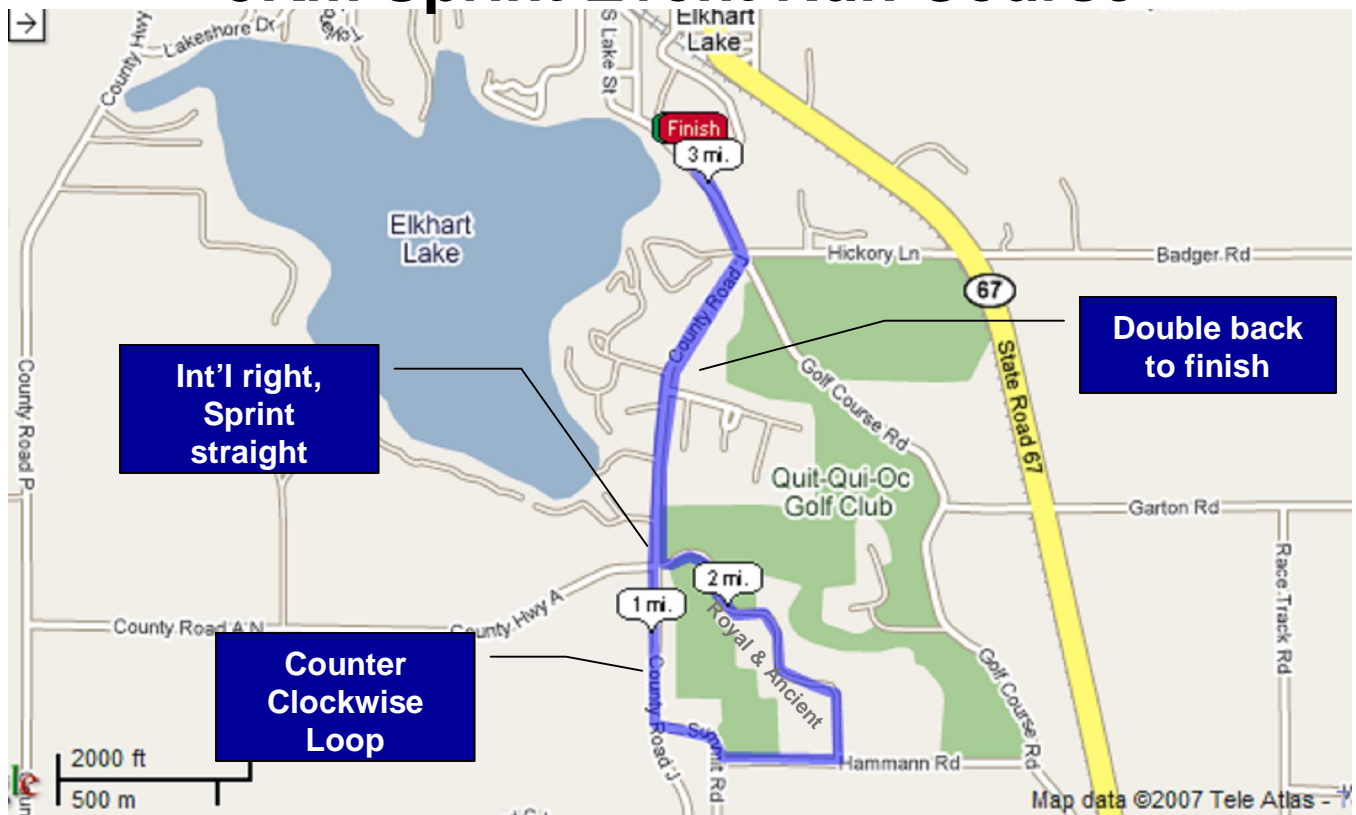 Elkhart
Lake
S Lake St
County Hwy
Lakeshore Dr
Finish
3 mi.
Elkhart
Lake
Hickory Ln
Badger Rd
67
County Road J
Double back
to finish
Int'l right,
Sprint
straight
State Road 67
County Road P
Golf Course Rd
Quit-Qui-Oc
Golf Club
Garton Rd
Race Track Rd
2 mi.
1 mi.
County Hwy A
County Road A N
Royal & Ancient
Counter
Clockwise
Loop
County Road J
Summit Rd
Golf Course Rd
Hammann Rd
2000 ft
500 m
Map data ©2007 Tele Atlas -